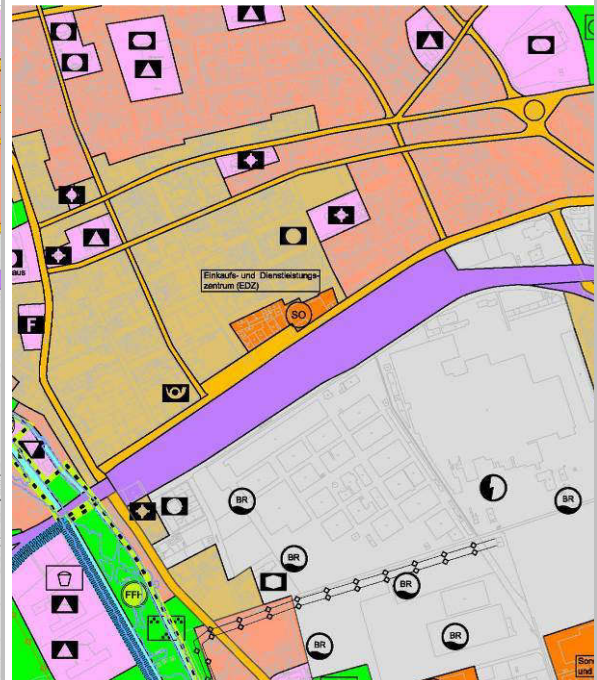 aus
Einkaufs- und Dienstleistungs-
zentrum (EDZ)
SO
F
BR
BR
BR
BR
BR
BR
FFH
Son
und